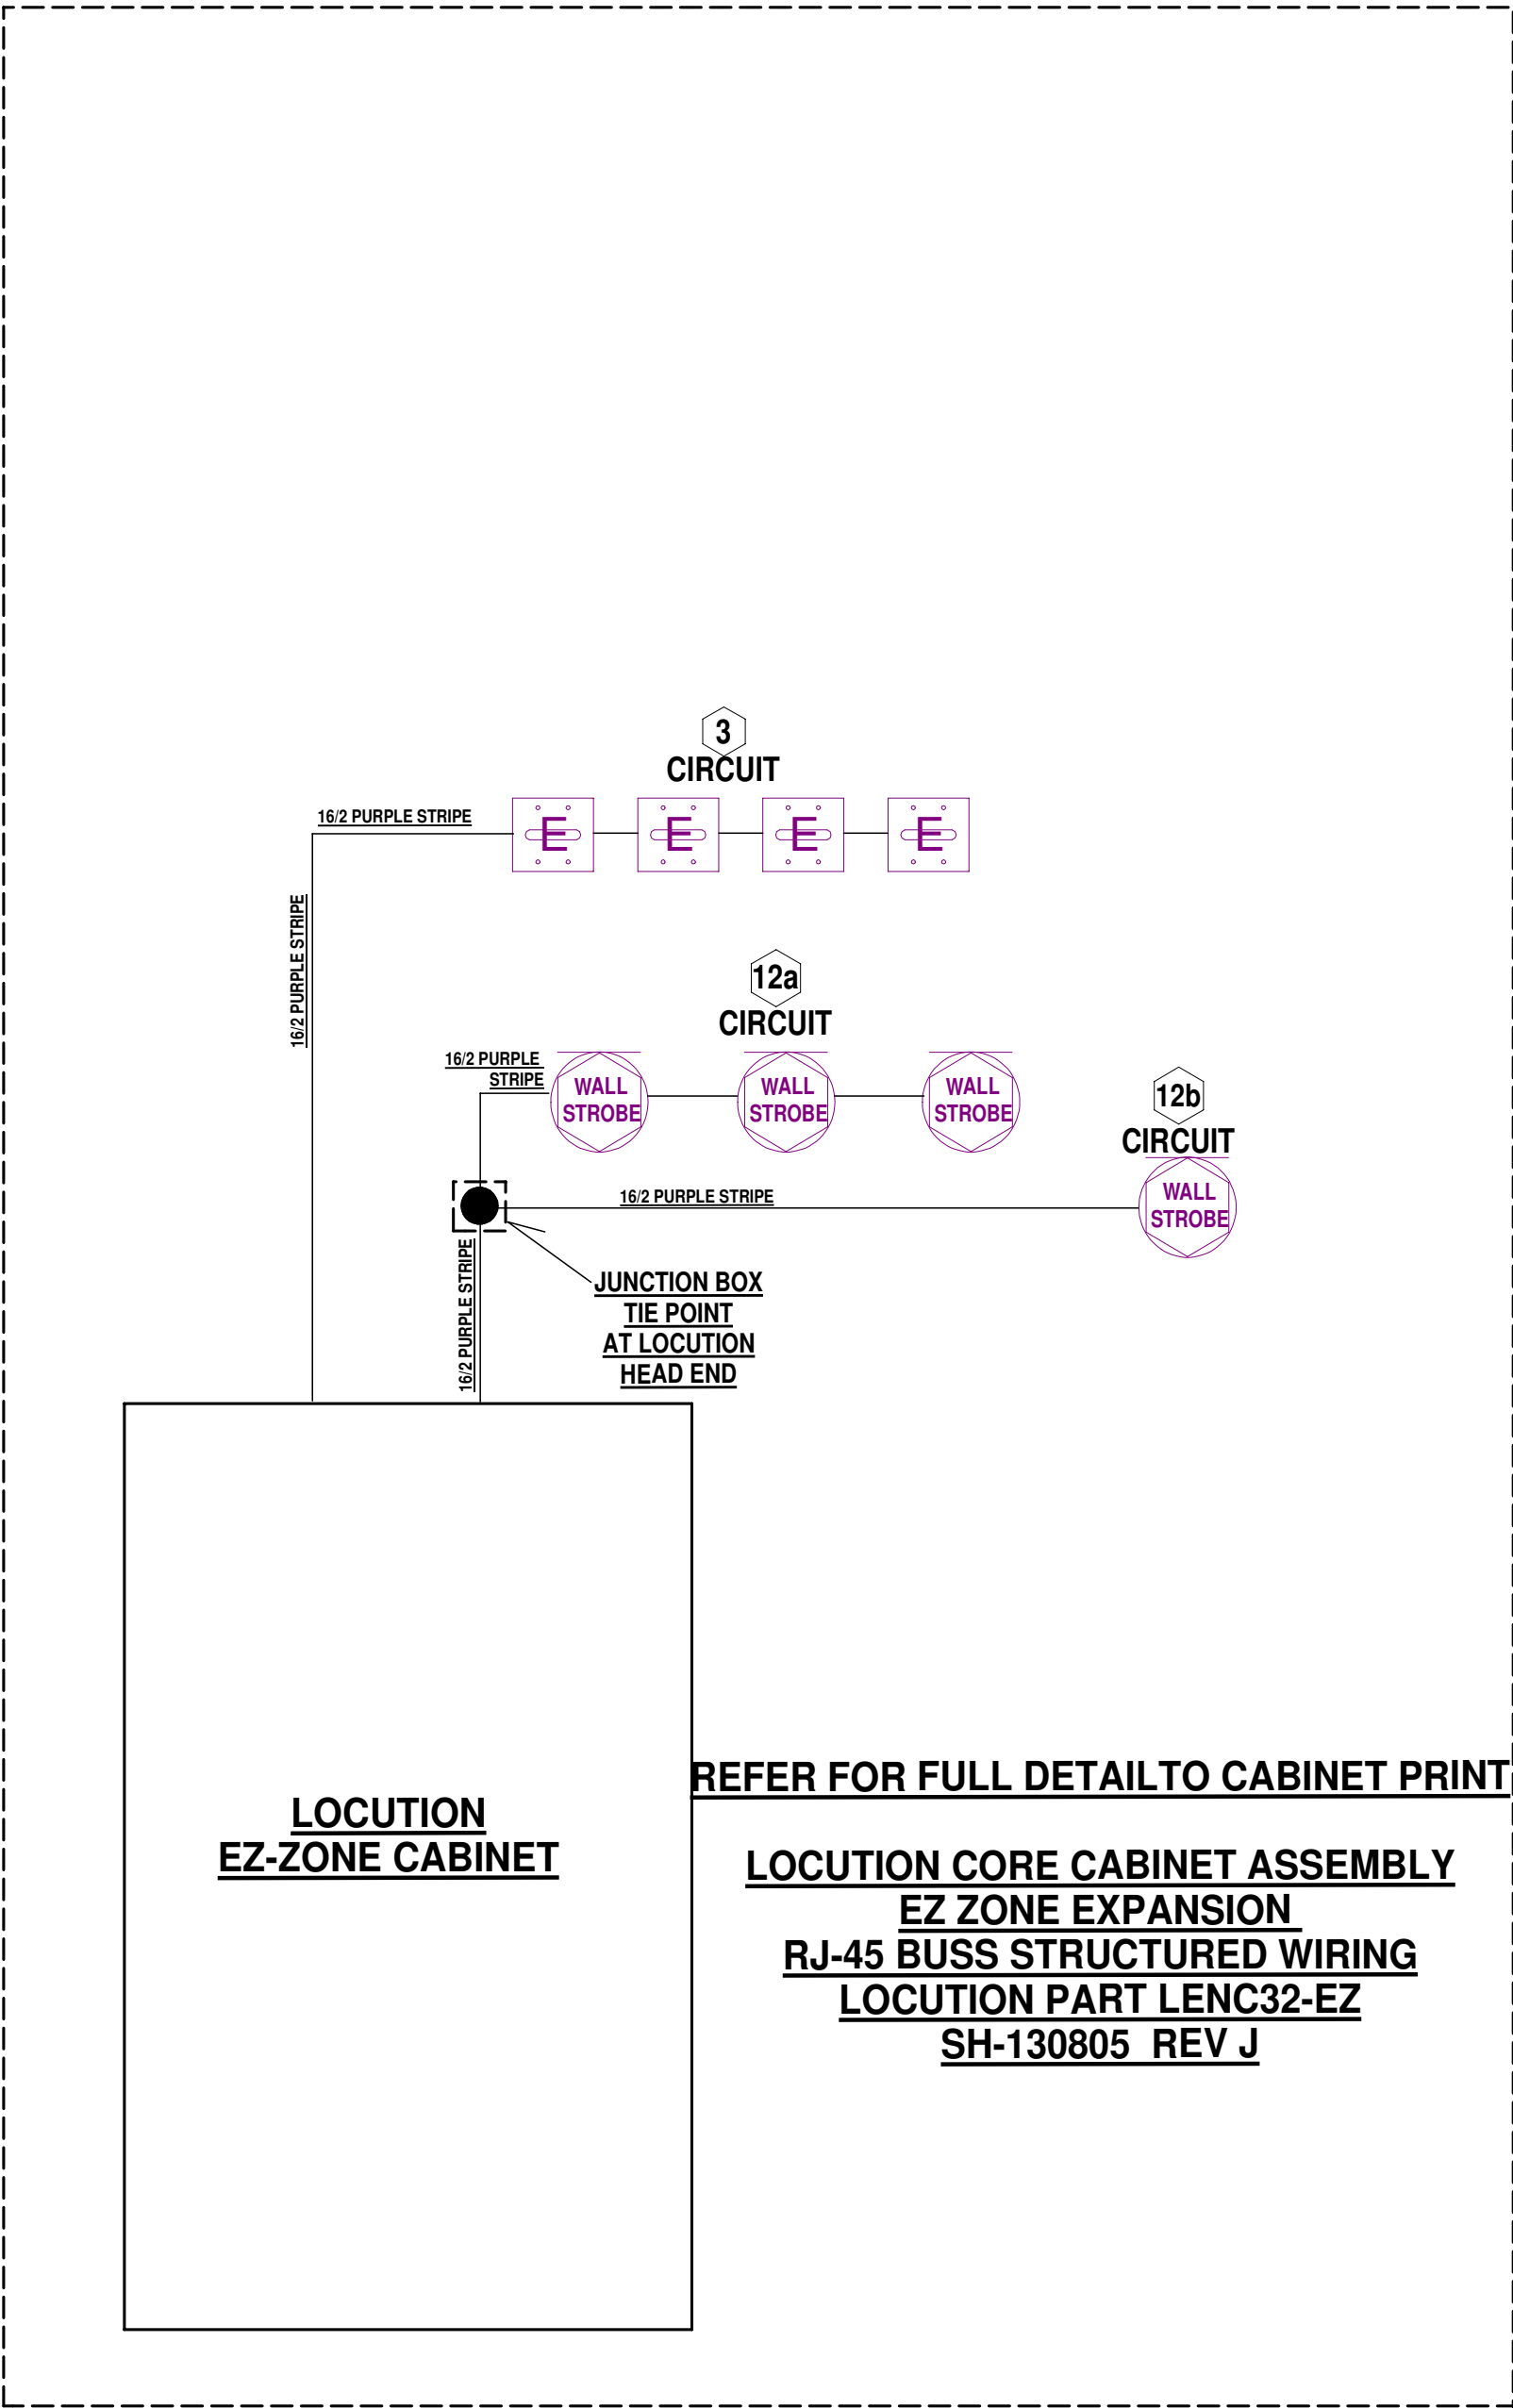 3
CIRCUIT
16/2 PURPLE STRIPE
E E E E
16/2 PURPLE STRIPE
12a
CIRCUIT
16/2 PURPLE
STRIPE
WALL
STROBE
WALL
STROBE
WALL
STROBE
12b
CIRCUIT
WALL
STROBE
16/2 PURPLE STRIPE
16/2 PURPLE STRIPE
JUNCTION BOX
TIE POINT
AT LOCUTION
HEAD END
LOCUTION
EZ-ZONE CABINET
REFER FOR FULL DETAILTO CABINET PRINT
LOCUTION CORE CABINET ASSEMBLY
EZ ZONE EXPANSION
RJ-45 BUSS STRUCTURED WIRING
LOCUTION PART LENC32-EZ
SH-130805 REV J